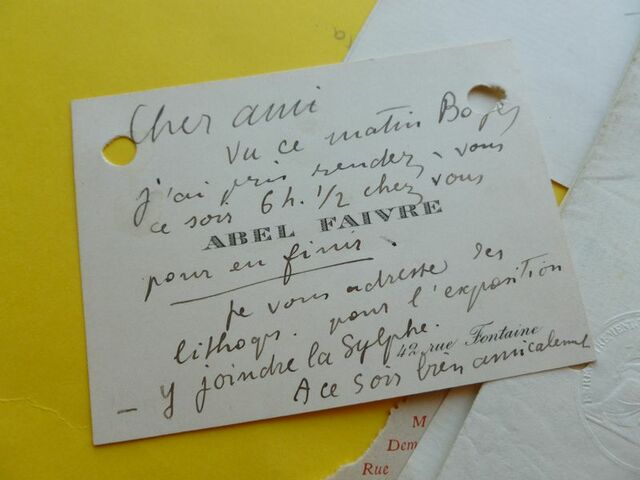 Cher ami
Vu ce matin Boyer
j'ai pris rendez-vous
ce soir 6 h. 1/2 chez vous
ABEL FAIVRE
pour en finir.
je vous adresse des
lithogs. pour l'exposition
42, rue Fontaine
– y joindre la Sylphe.
A ce soir bien amicalement
M
Dem
Rue